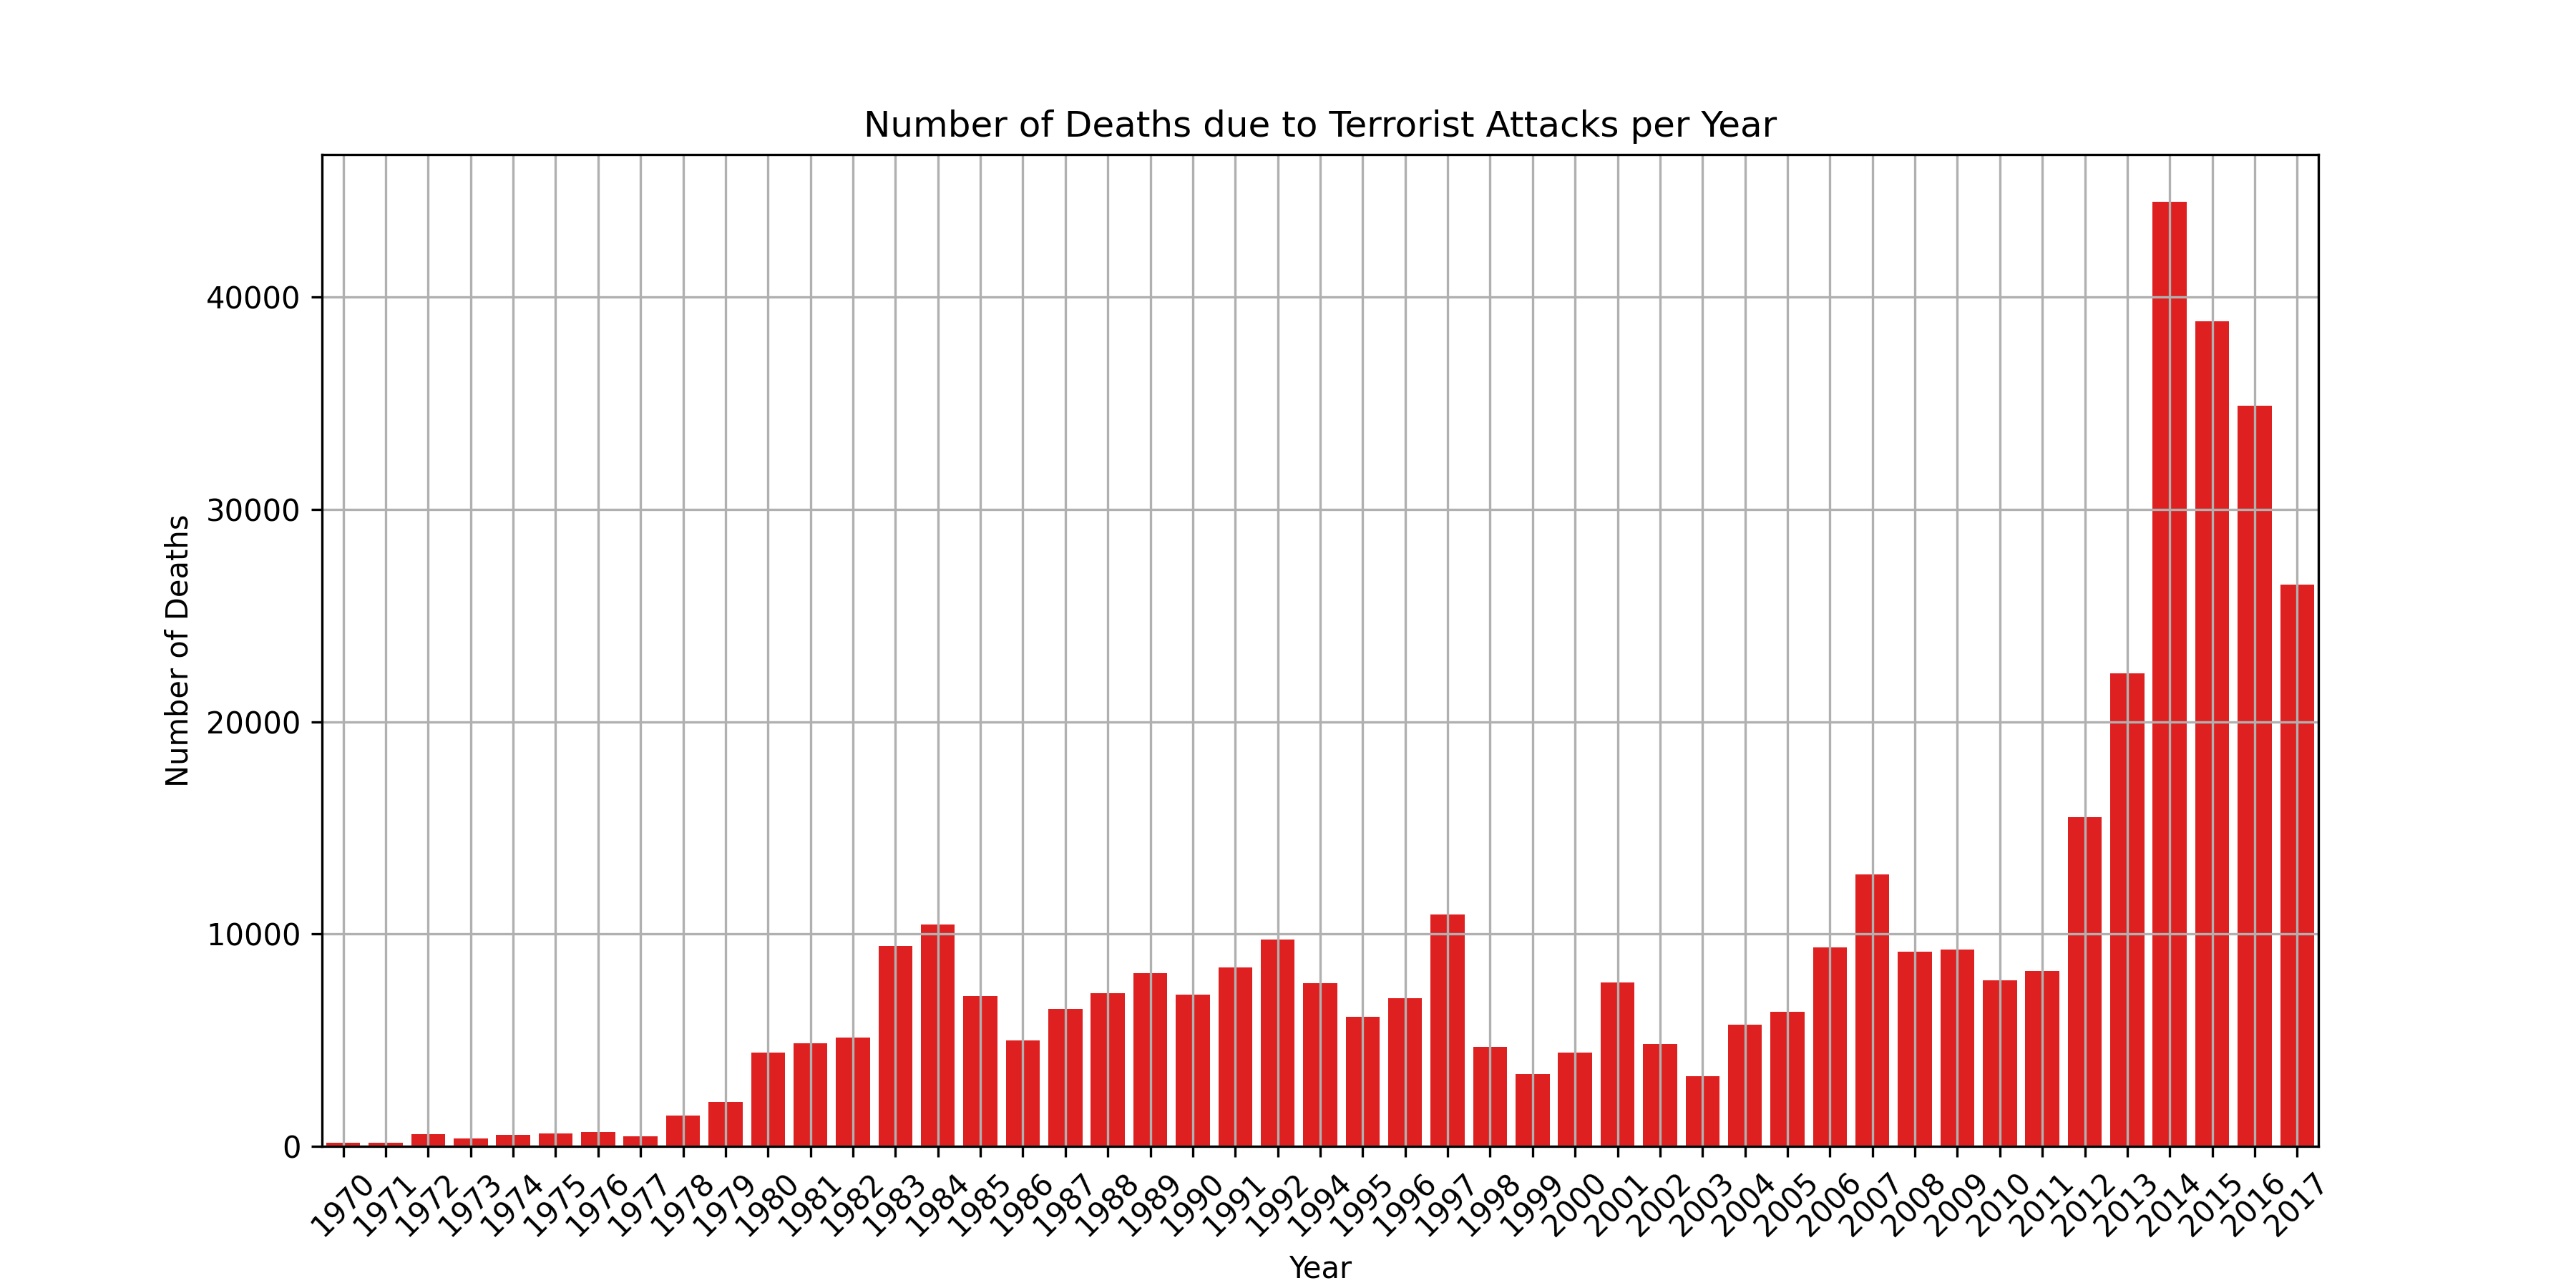 Number of Deaths due to Terrorist Attacks per Year
Number of Deaths
40000
30000
20000
10000
0
1970 1971 1972 1973 1974 1975 1976 1977 1978 1979 1980 1981 1982 1983 1984 1985 1986 1987 1988 1989 1990 1991 1992 1994 1995 1996 1997 1998 1999 2000 2001 2002 2003 2004 2005 2006 2007 2008 2009 2010 2011 2012 2013 2014 2015 2016 2017
Year